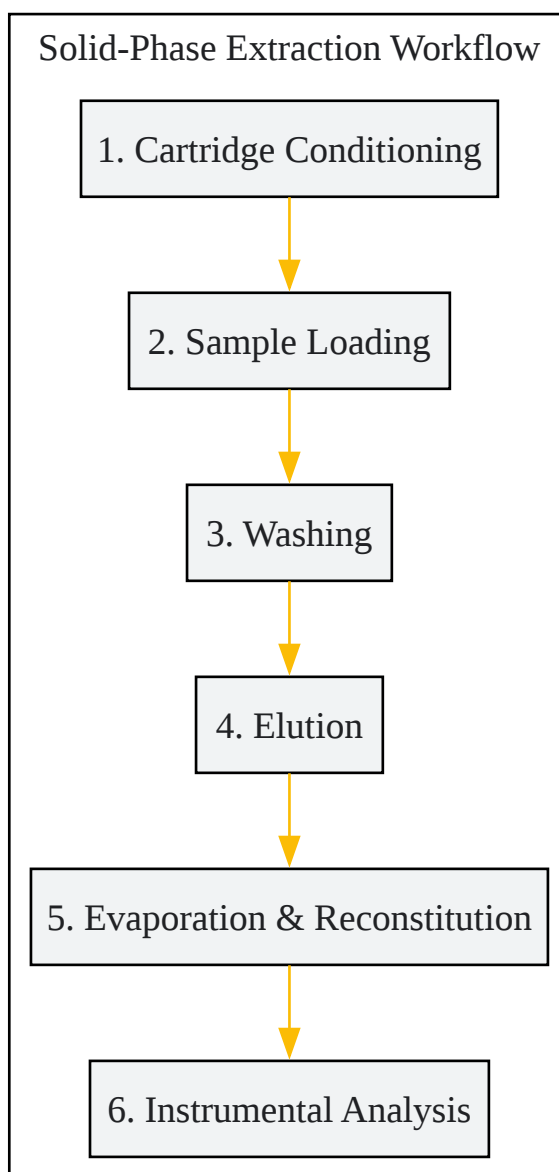 Solid-Phase Extraction Workflow
1. Cartridge Conditioning
2. Sample Loading
3. Washing
4. Elution
5. Evaporation & Reconstitution
6. Instrumental Analysis